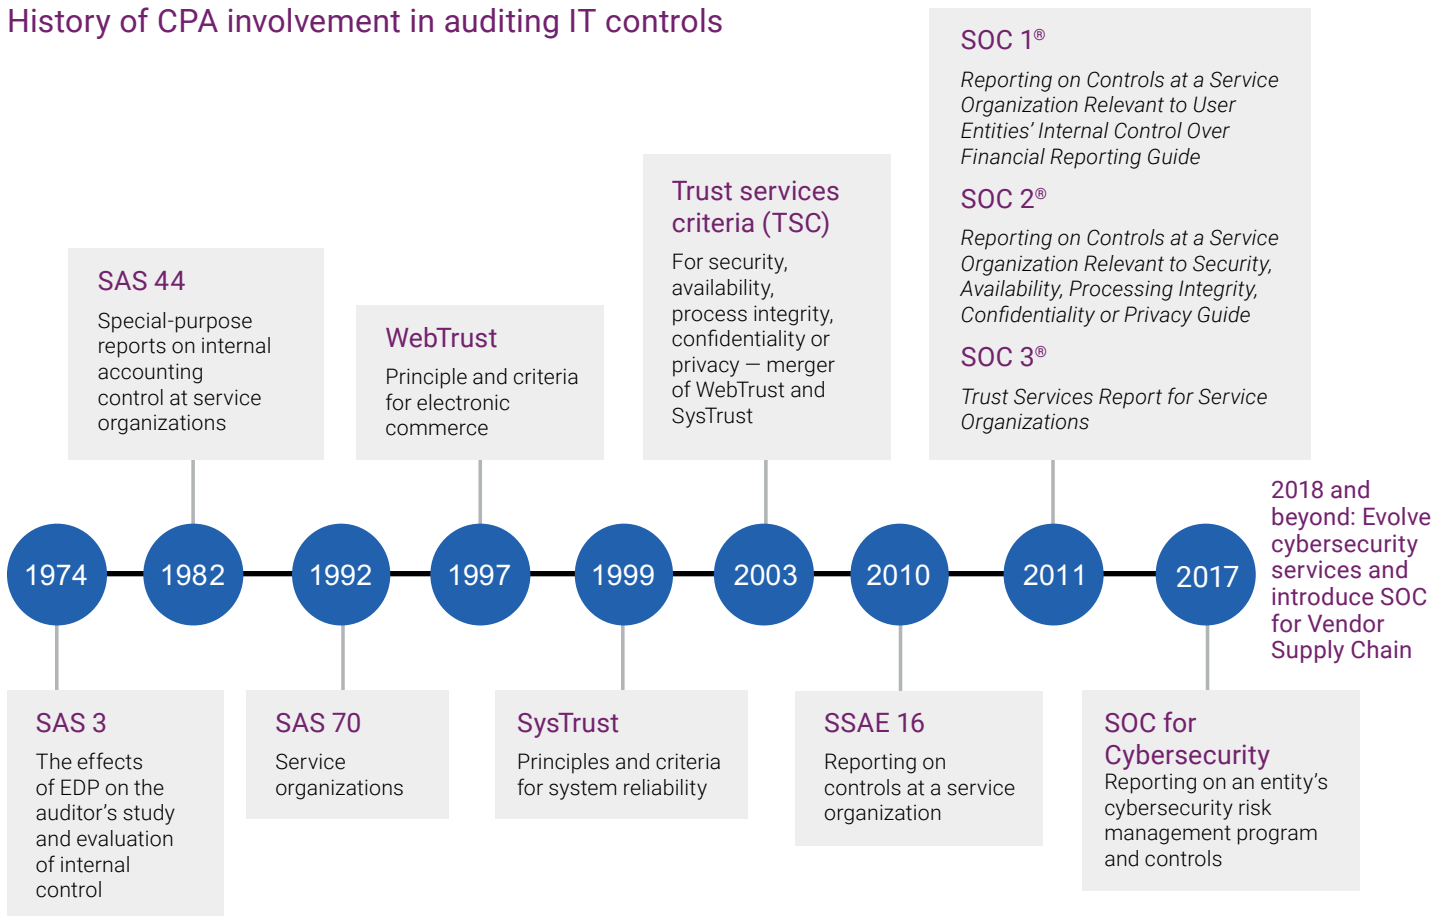 History of CPA involvement in auditing IT controls
SOC 1®
Reporting on Controls at a Service
Organization Relevant to User
Entities’ Internal Control Over
Financial Reporting Guide
SOC 2®
Reporting on Controls at a Service
Organization Relevant to Security,
Availability, Processing Integrity,
Confidentiality or Privacy Guide
SOC 3®
Trust Services Report for Service
Organizations
Trust services
criteria (TSC)
For security,
availability,
process integrity,
confidentiality or
privacy — merger
of WebTrust and
SysTrust
SAS 44
Special-purpose
reports on internal
accounting
control at service
organizations
WebTrust
Principle and criteria
for electronic
commerce
1974
1982
1992
1997
1999
2003
2010
2011
2017
2018 and
beyond: Evolve
cybersecurity
services and
introduce SOC
for Vendor
Supply Chain
SAS 3
The effects
of EDP on the
auditor’s study
and evaluation
of internal
control
SAS 70
Service
organizations
SysTrust
Principles and criteria
for system reliability
SSAE 16
Reporting on
controls at a service
organization
SOC for
Cybersecurity
Reporting on an entity’s
cybersecurity risk
management program
and controls